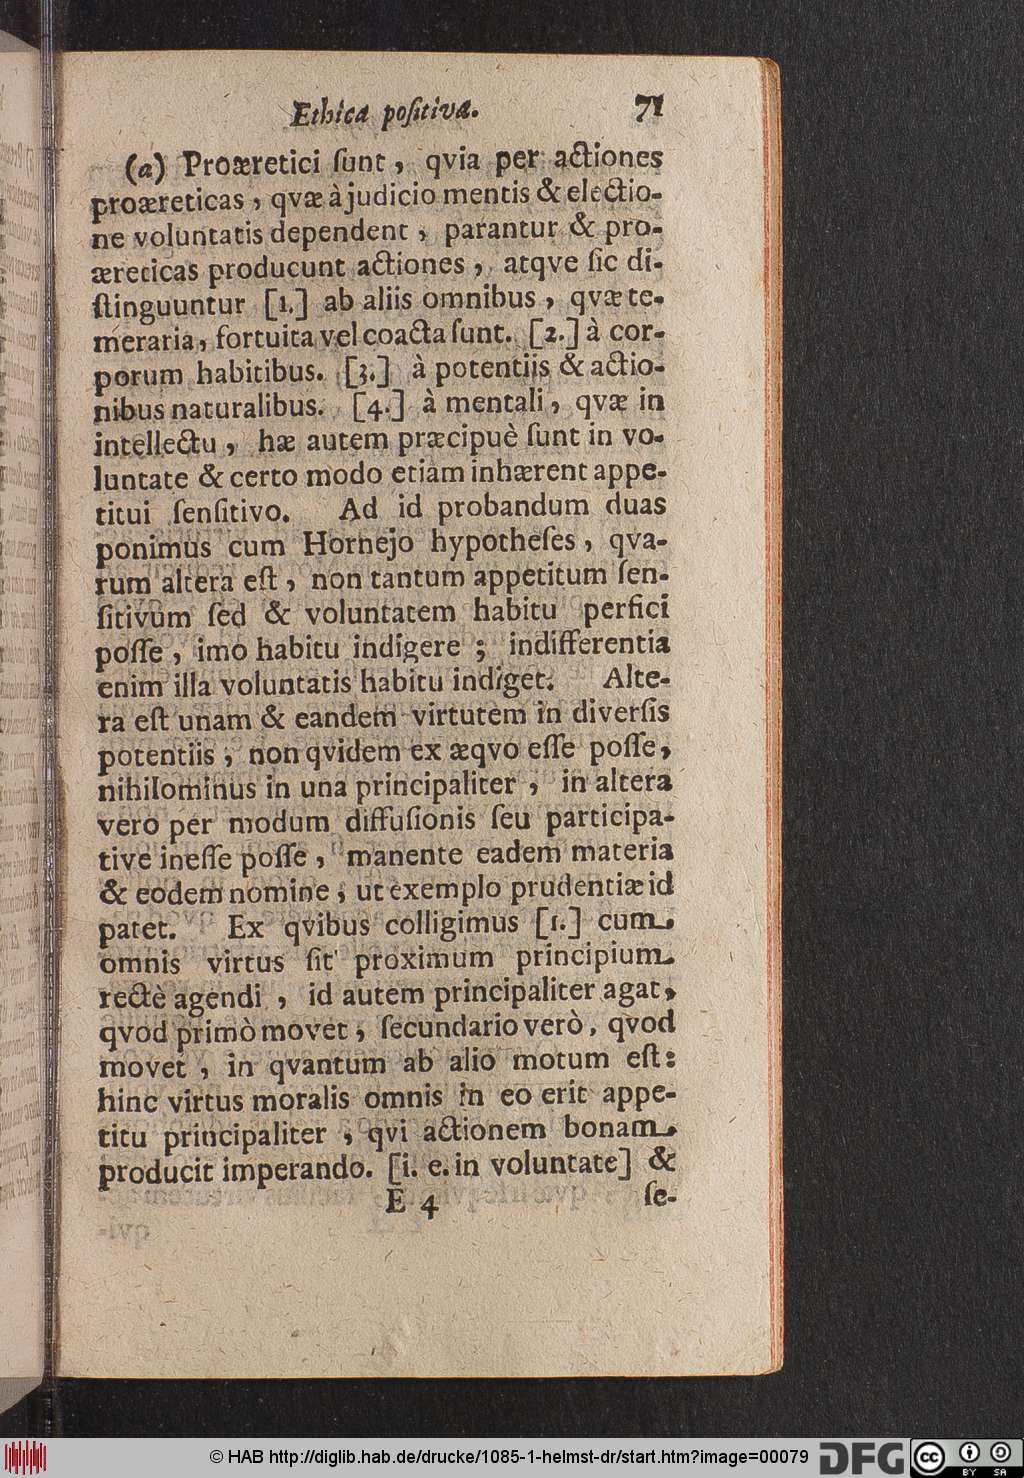 Ethica poſitiva. 71
(a) Proæretici ſunt, qvia per actiones
proæreticas, qvæ à judicio mentis & electio-
ne voluntatis dependent, parantur & pro-
æreticas producunt actiones, atqve ſic di-
ſtinguuntur [1.] ab aliis omnibus, qvæ te-
meraria, fortuita vel coacta ſunt. [2.] à cor-
porum habitibus. [3.] à potentiis & actio-
nibus naturalibus. [4.] à mentali, qvæ in
intellectu, hæ autem præcipuè ſunt in vo-
luntate & certo modo etiam inhærent appe-
titui ſenſitivo. Ad id probandum duas
ponimus cum Hornejo hypotheſes, qva-
rum altera eſt, non tantum appetitum ſen-
ſitivum ſed & voluntatem habitu perfici
poſſe, imo habitu indigere; indifferentia
enim illa voluntatis habitu indiget. Alte-
ra eſt unam & eandem virtutem in diverſis
potentiis, non qvidem ex æqvo eſſe poſſe,
nihilominus in una principaliter, in altera
vero per modum diffuſionis ſeu participa-
tive ineſſe poſſe, manente eadem materia
& eodem nomine, ut exemplo prudentiæ id
patet. Ex qvibus colligimus [1.] cum
omnis virtus ſit proximum principium
rectè agendi, id autem principaliter agat,
qvod primò movet, ſecundario verò, qvod
movet, in qvantum ab alio motum eſt:
hinc virtus moralis omnis in eo erit appe-
titu principaliter, qvi actionem bonam
producit imperando. [i. e. in voluntate] &
E 4 ſe-
© HAB http://diglib.hab.de/drucke/1085-1-helmst-dr/start.htm?image=00079 DFG cc BY SA